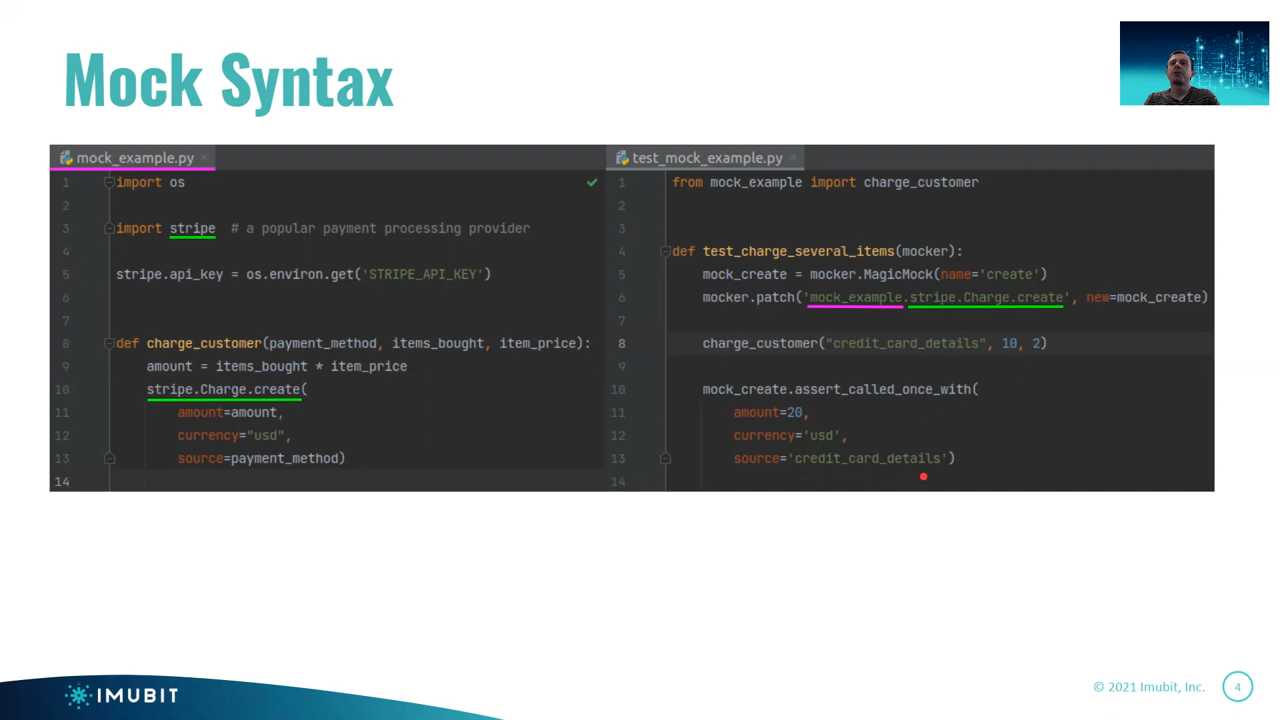 Mock Syntax
mock_example.py
1 import os
2
3 import stripe # a popular payment processing provider
4
5 stripe.api_key = os.environ.get('STRIPE_API_KEY')
6
7
8 def charge_customer(payment_method, items_bought, item_price):
9 amount = items_bought * item_price
10 stripe.Charge.create(
11 amount=amount,
12 currency="usd",
13 source=payment_method)
14
test_mock_example.py
1 from mock_example import charge_customer
2
3
4 def test_charge_several_items(mocker):
5 mock_create = mocker.MagicMock(name='create')
6 mocker.patch('mock_example.stripe.Charge.create', new=mock_create)
7
8 charge_customer("credit_card_details", 10, 2)
9
10 mock_create.assert_called_once_with(
11 amount=20,
12 currency='usd',
13 source='credit_card_details')
14
IMUBIT
© 2021 Imubit, Inc.
4